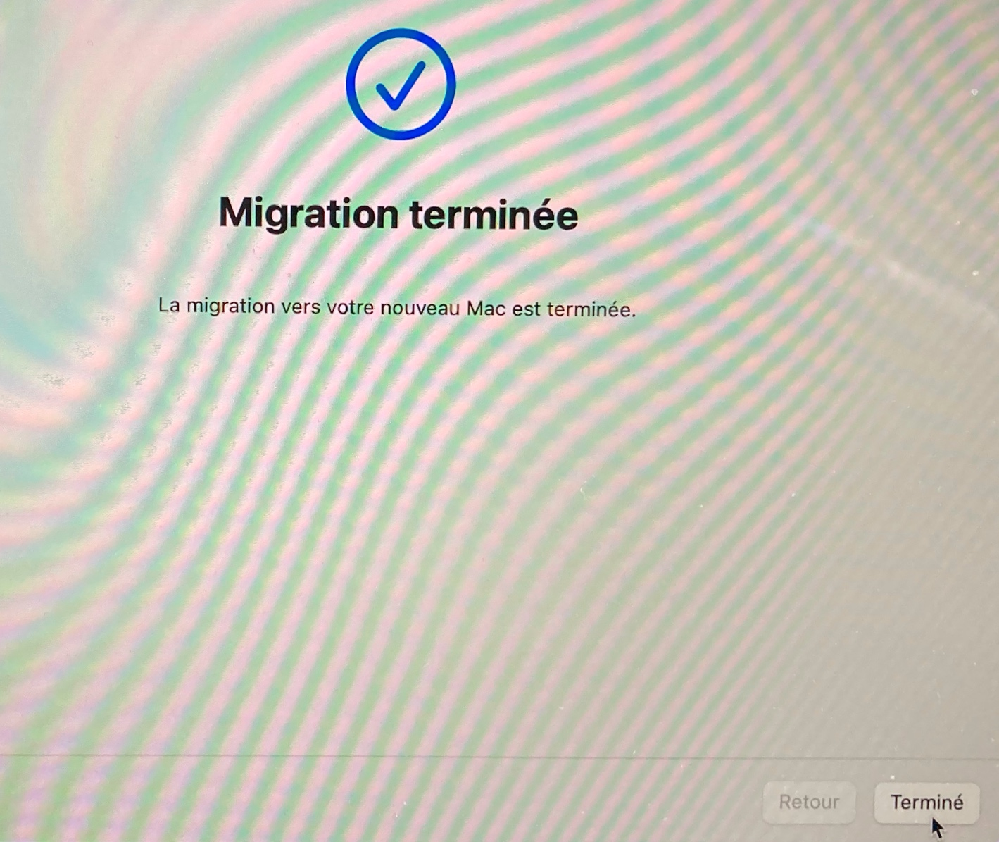 Migration terminée
La migration vers votre nouveau Mac est terminée.
Retour
Terminé